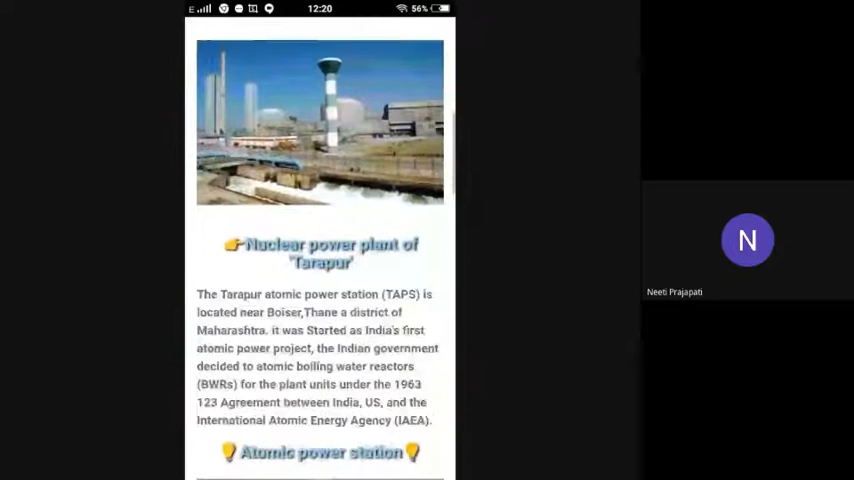 E 12:20 56%
👉Nuclear power plant of
'Tarapur'
The Tarapur atomic power station (TAPS) is
located near Boiser,Thane a district of
Maharashtra. it was Started as India's first
atomic power project, the Indian government
decided to atomic boiling water reactors
(BWRs) for the plant units under the 1963
123 Agreement between India, US, and the
International Atomic Energy Agency (IAEA).
💡Atomic power station💡
N
Neeti Prajapati